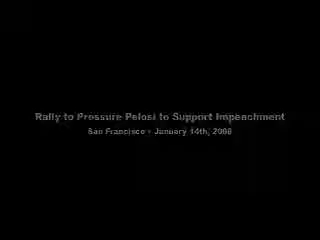 Rally to Pressure Pelosi to Support Impeachment
San Francisco • January 14th, 2008